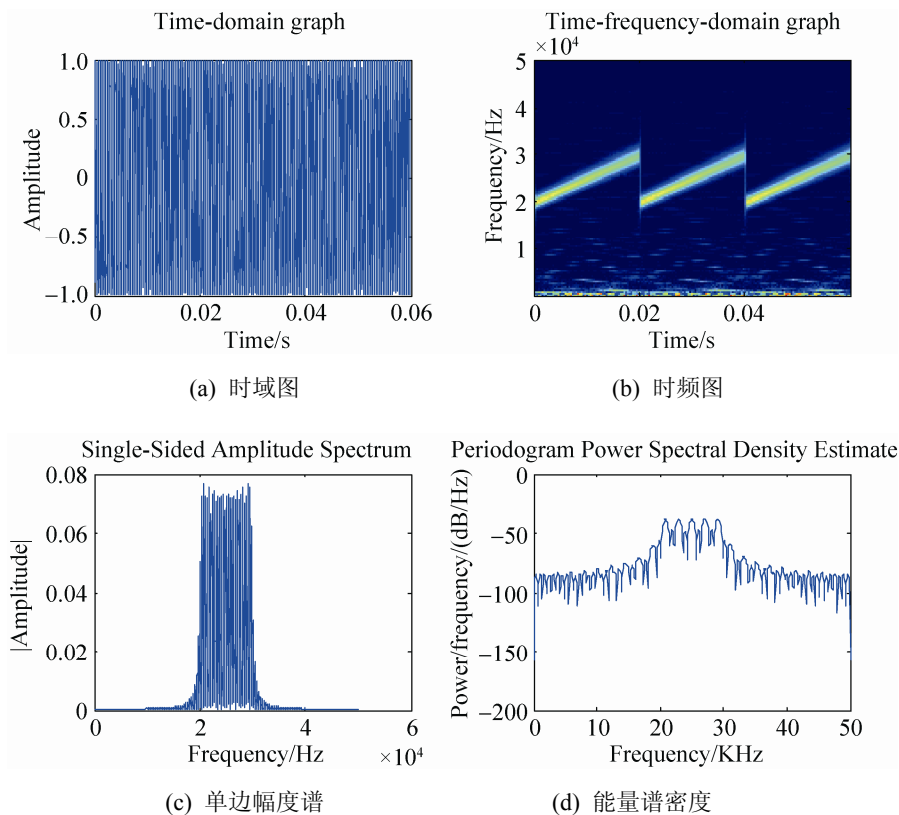 Time-domain graph
1.0
0.5
0
−0.5
−1.0
Amplitude
0
0.02
0.04
0.06
Time/s
(a) 时域图
Time-frequency-domain graph
×10⁴
5
4
3
2
1
Frequency/Hz
0
0.02
0.04
Time/s
(b) 时频图
Single-Sided Amplitude Spectrum
0.08
0.06
0.04
0.02
0
|Amplitude|
0
2
4
6
Frequency/Hz
×10⁴
(c) 单边幅度谱
Periodogram Power Spectral Density Estimate
0
−50
−100
−150
−200
Power/frequency/(dB/Hz)
0
10
20
30
40
50
Frequency/KHz
(d) 能量谱密度